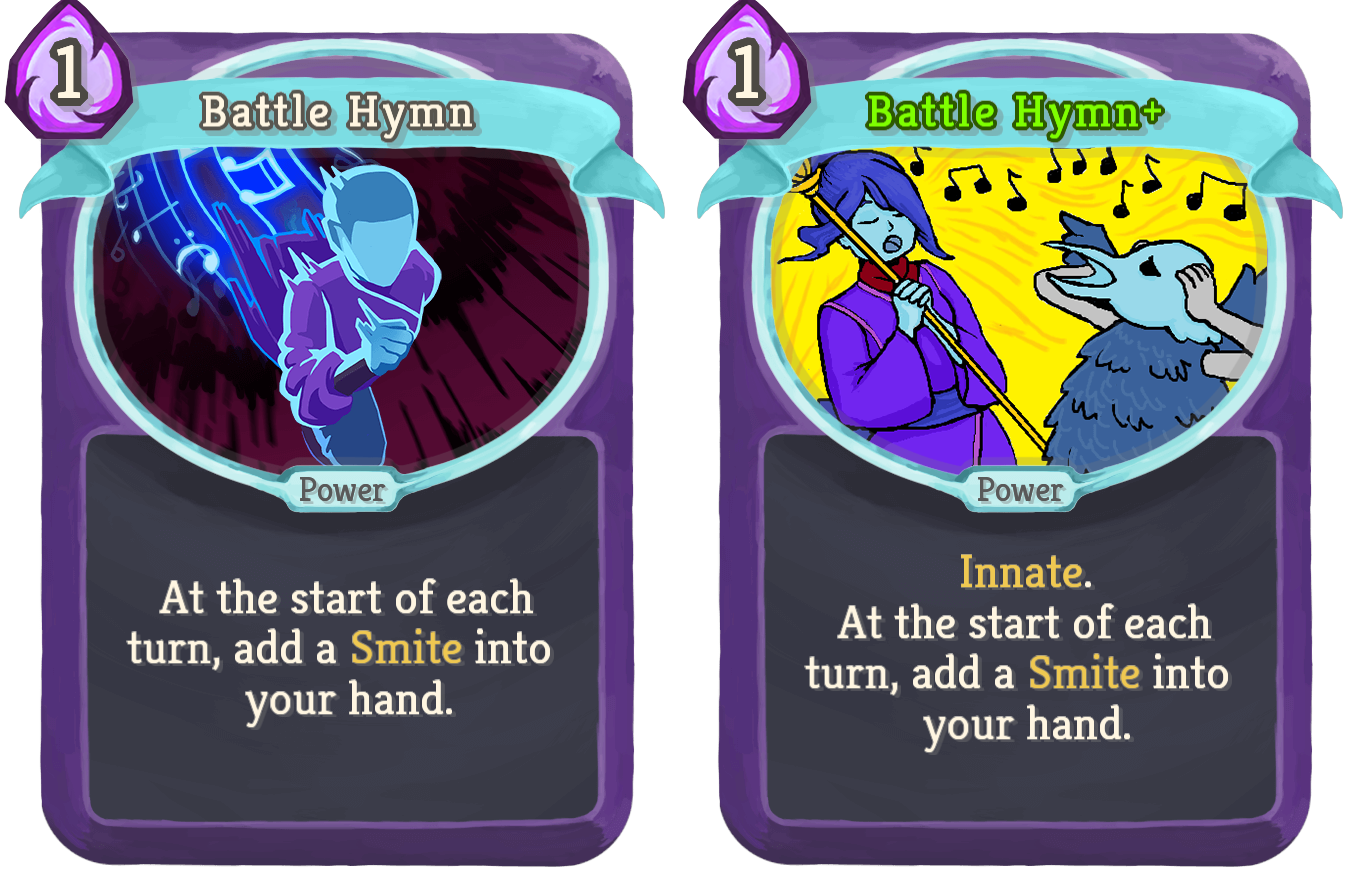 1
Battle Hymn
Power
At the start of each
turn, add a Smite into
your hand.
1
Battle Hymn+
Power
Innate.
At the start of each
turn, add a Smite into
your hand.